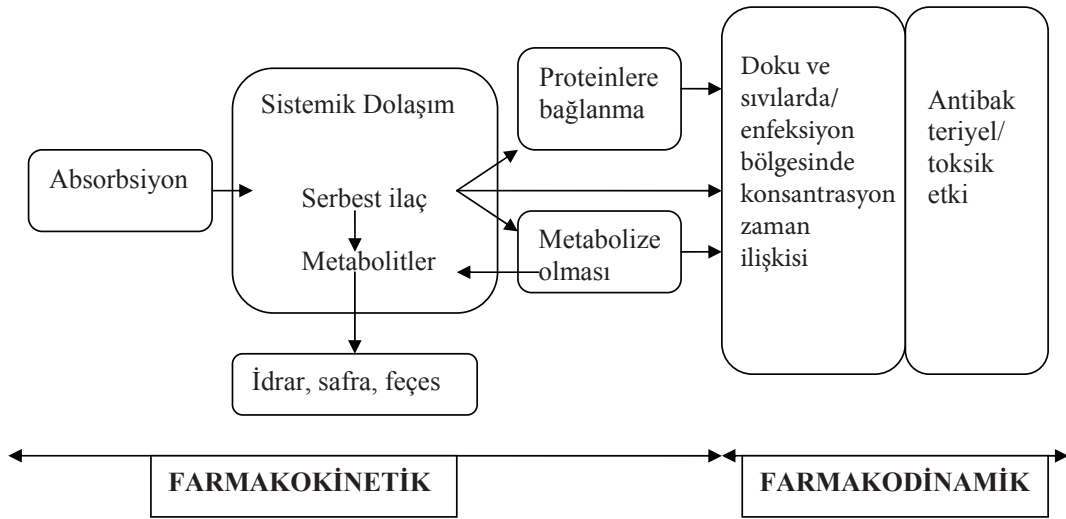 Absorbsiyon
Sistemik Dolaşım
Serbest ilaç
Metabolitler
İdrar, safra, feçes
Proteinlere
bağlanma
Metabolize
olması
Doku ve
sıvılarda/
enfeksiyon
bölgesinde
konsantrasyon
zaman
ilişkisi
Antibak
teriyel/
toksik
etki
FARMAKOKİNETİK
FARMAKODİNAMİK